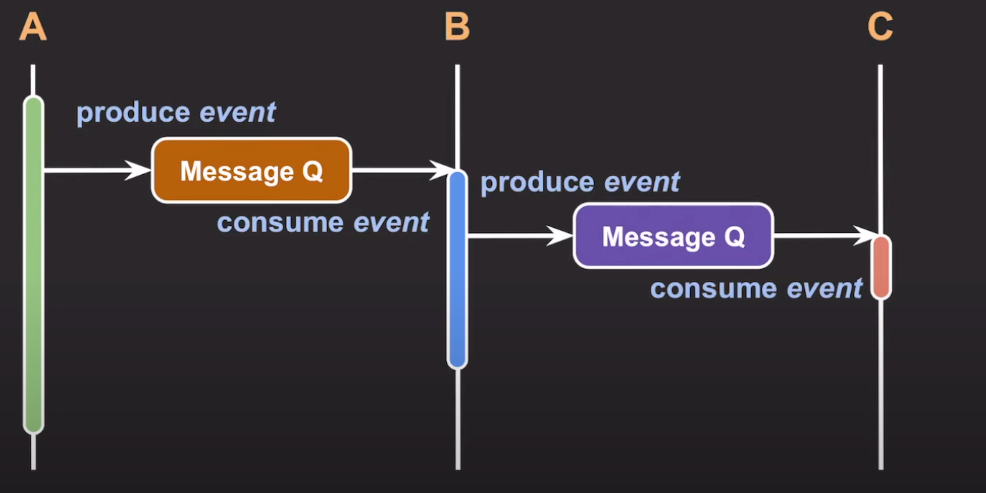 A
B
C
produce event
Message Q
consume event
produce event
Message Q
consume event